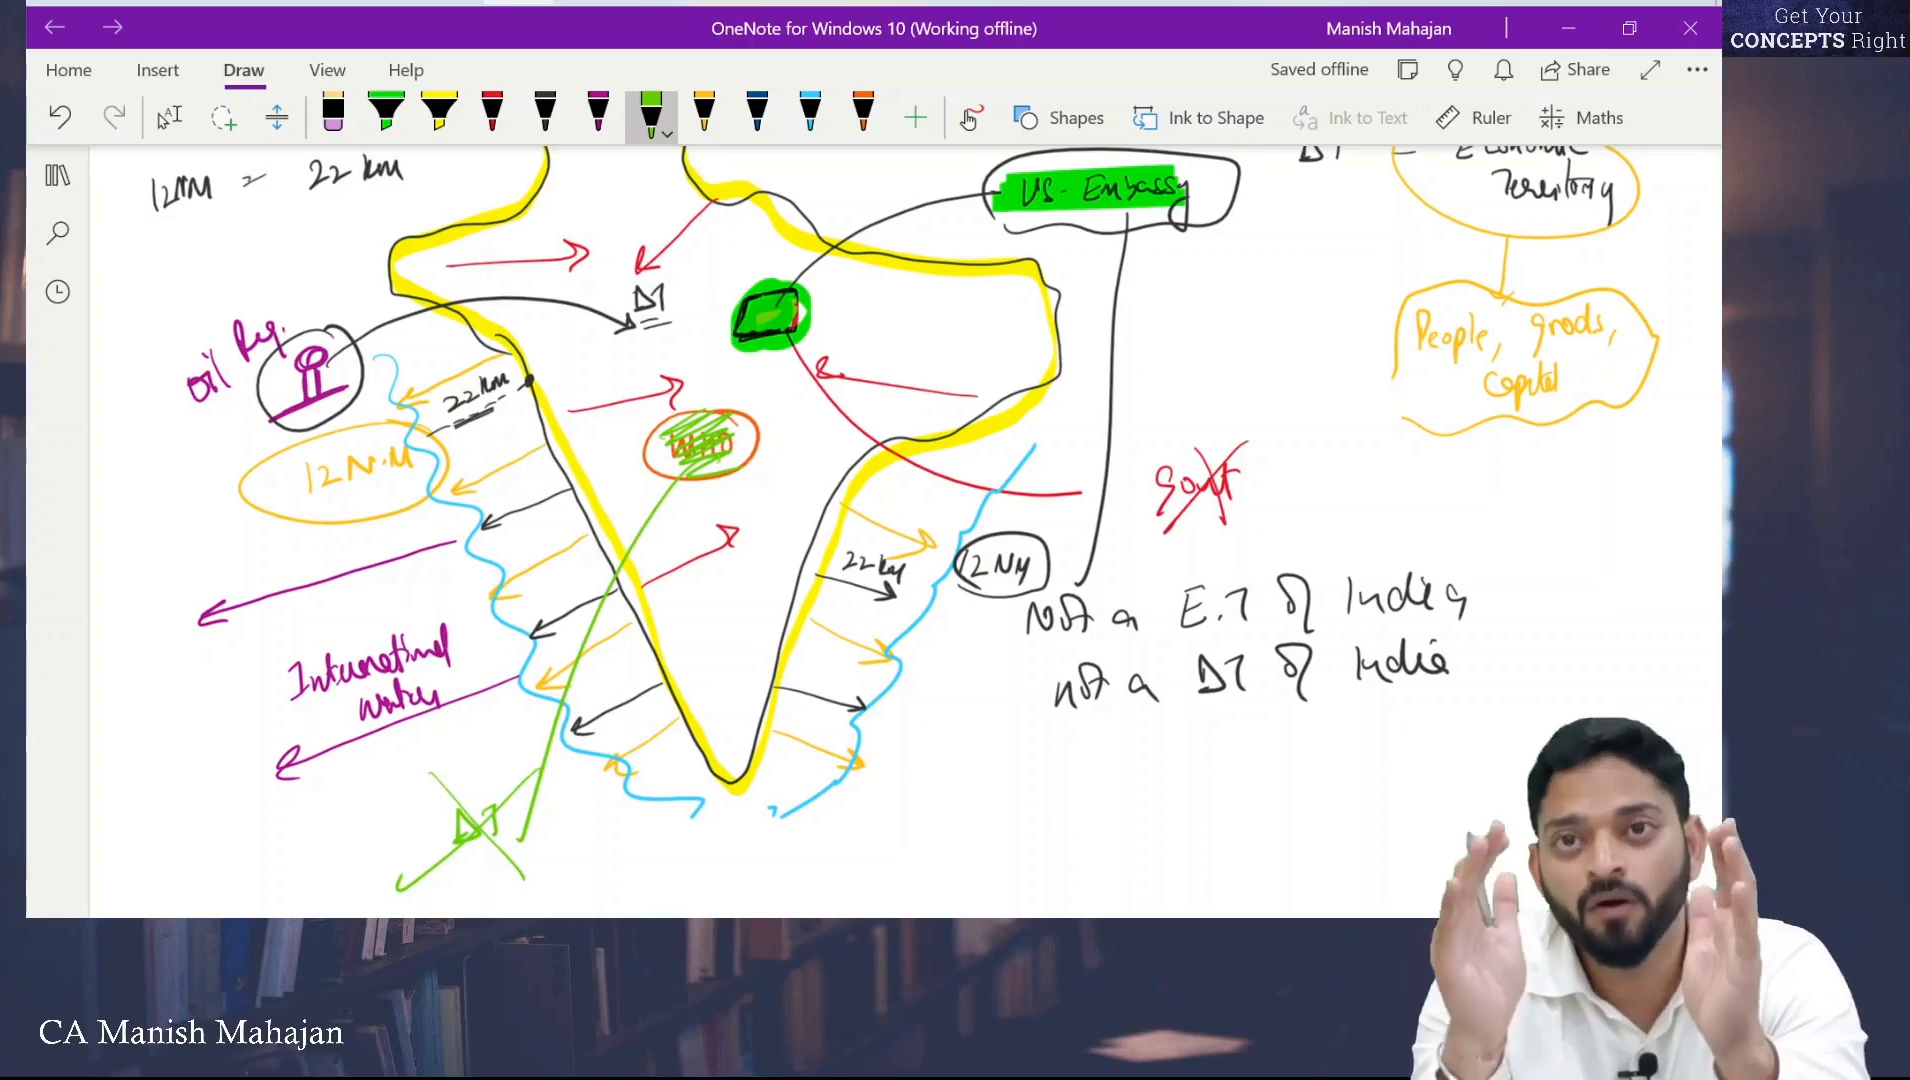 Get Your
CONCEPTS Right
OneNote for Windows 10 (Working offline)
Manish Mahajan
Home
Insert
Draw
View
Help
Saved offline
Share
Shapes
Ink to Shape
Ink to Text
Ruler
Maths
12NM = 22 km
US. Embassy
DT = Economic
Territory
DT
Oil Rig.
22 km
People, goods,
capital
12 N.M
WHO
Govt
22 km
12 NM
Not a E.T of India
not a DT of India
International
water
DT
CA Manish Mahajan